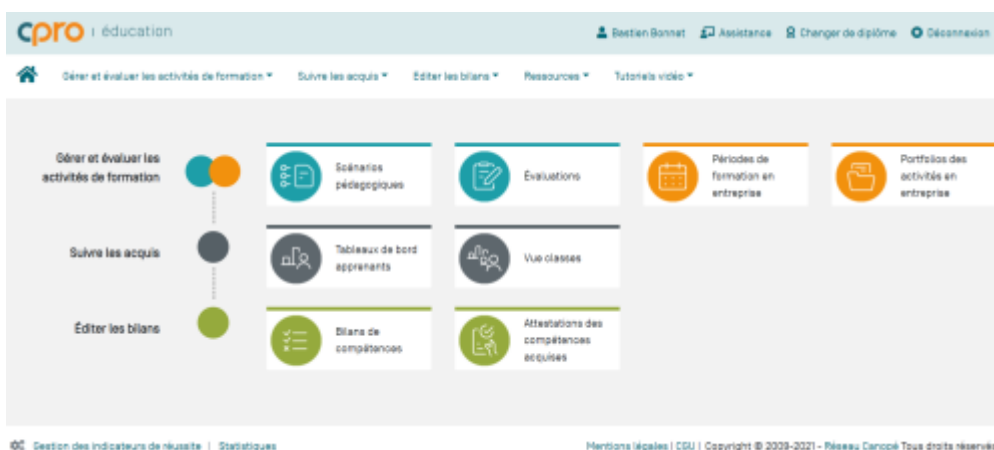 cpro | éducation
Bastien Bonnet Assistance Changer de diplôme Déconnexion
Gérer et évaluer les activités de formation Suivre les acquis Editer les bilans Ressources Tutoriels vidéo
Gérer et évaluer les
activités de formation
Scénarios
pédagogiques
Évaluations
Périodes de
formation en
entreprise
Portfolios des
activités en
entreprise
Suivre les acquis
Tableaux de bord
apprenants
Vue classes
Éditer les bilans
Bilans de
compétences
Attestations des
compétences
acquises
Gestion des indicateurs de réussite | Statistiques
Mentions légales | CGU | Copyright © 2009-2021 - Réseau Canopé Tous droits réservés